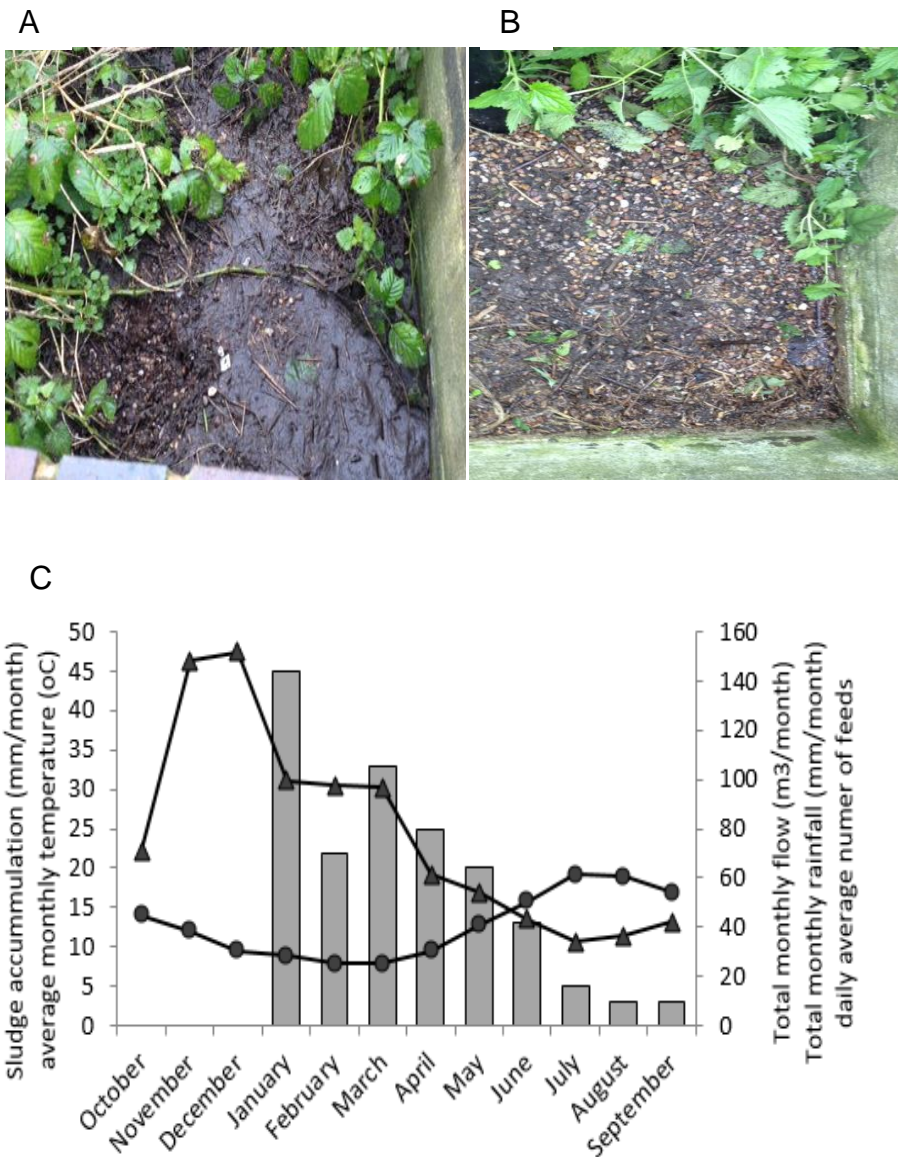 A
B
C
Sludge accummulation (mm/month)
average monthly temperature (oC)
50
45
40
35
30
25
20
15
10
5
0
160
140
120
100
80
60
40
20
0
Total monthly flow (m3/month)
Total monthly rainfall (mm/month)
daily average numer of feeds
October
November
December
January
February
March
April
May
June
July
August
September